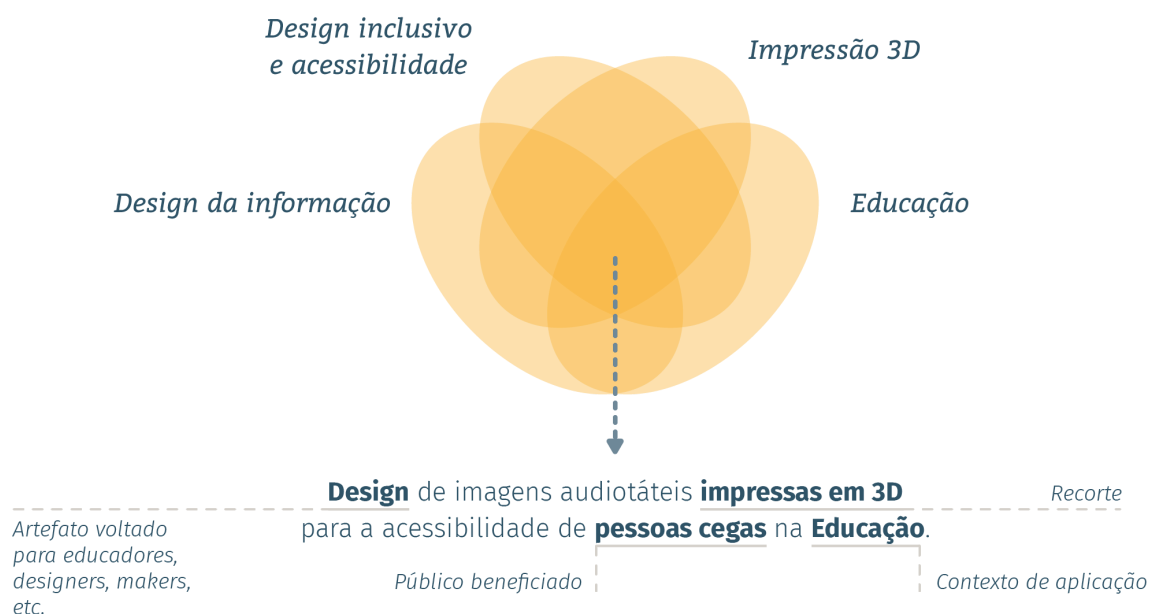 Design inclusivo
e acessibilidade
Impressão 3D
Design da informação
Educação
Design de imagens audiotáteis impressas em 3D
para a acessibilidade de pessoas cegas na Educação.
Recorte
Artefato voltado
para educadores,
designers, makers,
etc.
Público beneficiado
Contexto de aplicação